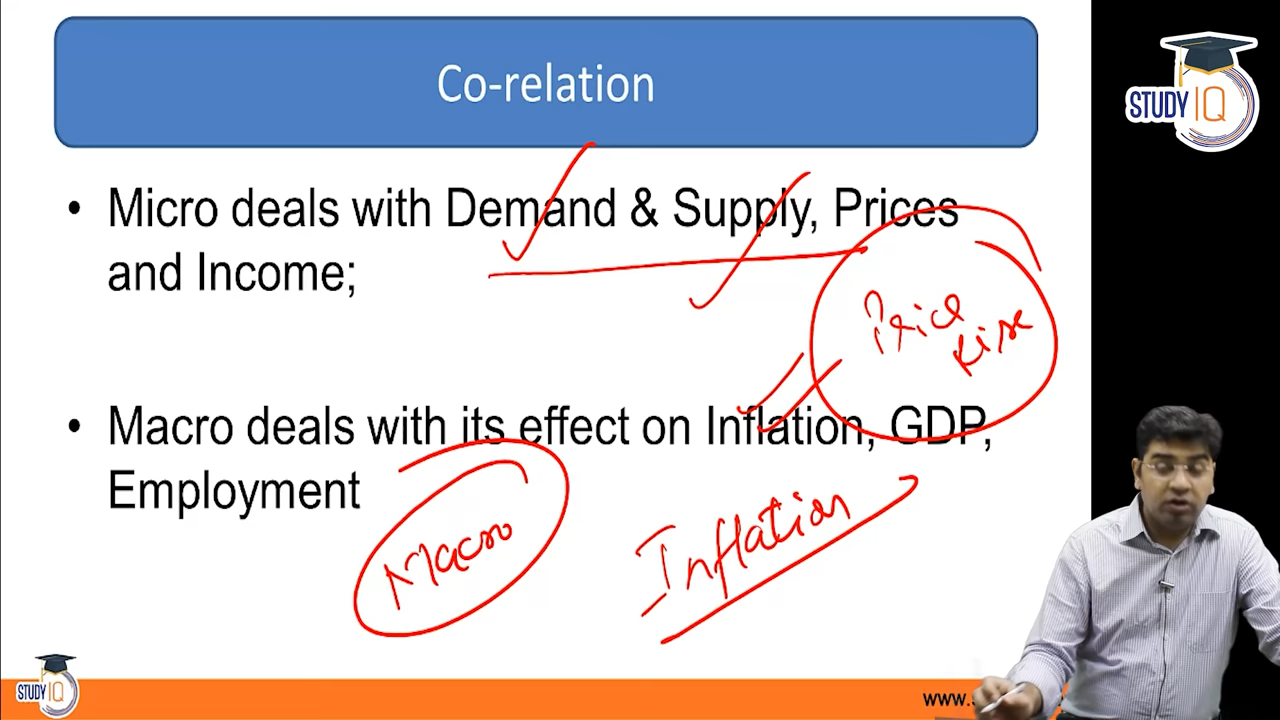 Co-relation
STUDY IQ
• Micro deals with Demand & Supply, Prices
and Income;
Price
Rise
• Macro deals with its effect on Inflation, GDP,
Employment
Macro
Inflation
STUDY IQ
www.s